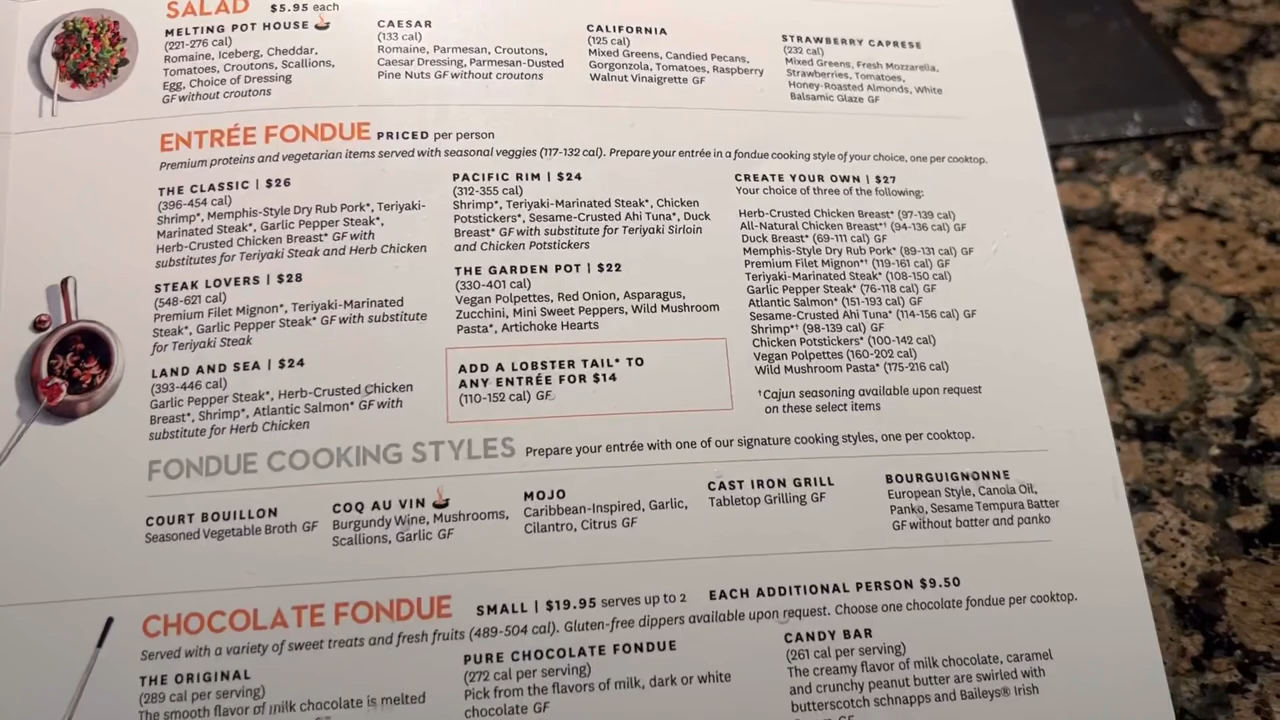 SALAD $5.95 each
MELTING POT HOUSE
(221-276 cal)
Romaine, Iceberg, Cheddar,
Tomatoes, Croutons, Scallions,
Egg, Choice of Dressing
GF without croutons
CAESAR
(133 cal)
Romaine, Parmesan, Croutons,
Caesar Dressing, Parmesan-Dusted
Pine Nuts GF without croutons
CALIFORNIA
(125 cal)
Mixed Greens, Candied Pecans,
Gorgonzola, Tomatoes, Raspberry
Walnut Vinaigrette GF
STRAWBERRY CAPRESE
(232 cal)
Mixed Greens, Fresh Mozzarella,
Strawberries, Tomatoes,
Honey-Roasted Almonds, White
Balsamic Glaze GF
ENTRÉE FONDUE PRICED per person
Premium proteins and vegetarian items served with seasonal veggies (117-132 cal). Prepare your entrée in a fondue cooking style of your choice, one per cooktop.
THE CLASSIC | $26
(396-454 cal)
Shrimp*, Memphis-Style Dry Rub Pork*, Teriyaki-
Marinated Steak*, Garlic Pepper Steak*,
Herb-Crusted Chicken Breast* GF with
substitutes for Teriyaki Steak and Herb Chicken
STEAK LOVERS | $28
(548-621 cal)
Premium Filet Mignon*, Teriyaki-Marinated
Steak*, Garlic Pepper Steak* GF with substitute
for Teriyaki Steak
LAND AND SEA | $24
(393-446 cal)
Garlic Pepper Steak*, Herb-Crusted Chicken
Breast*, Shrimp*, Atlantic Salmon* GF with
substitute for Herb Chicken
PACIFIC RIM | $24
(312-355 cal)
Shrimp*, Teriyaki-Marinated Steak*, Chicken
Potstickers*, Sesame-Crusted Ahi Tuna*, Duck
Breast* GF with substitute for Teriyaki Sirloin
and Chicken Potstickers
THE GARDEN POT | $22
(330-401 cal)
Vegan Polpettes, Red Onion, Asparagus,
Zucchini, Mini Sweet Peppers, Wild Mushroom
Pasta*, Artichoke Hearts
ADD A LOBSTER TAIL* TO
ANY ENTRÉE FOR $14
(110-152 cal) GF
CREATE YOUR OWN | $27
Your choice of three of the following:
Herb-Crusted Chicken Breast* (97-139 cal)
All-Natural Chicken Breast*† (94-136 cal) GF
Duck Breast* (69-111 cal) GF
Memphis-Style Dry Rub Pork* (89-131 cal) GF
Premium Filet Mignon*† (119-161 cal) GF
Teriyaki-Marinated Steak* (108-150 cal)
Garlic Pepper Steak* (76-118 cal) GF
Atlantic Salmon* (151-193 cal) GF
Sesame-Crusted Ahi Tuna* (114-156 cal) GF
Shrimp*† (98-139 cal) GF
Chicken Potstickers* (100-142 cal)
Vegan Polpettes (160-202 cal)
Wild Mushroom Pasta* (175-216 cal)
†Cajun seasoning available upon request
on these select items
FONDUE COOKING STYLES Prepare your entrée with one of our signature cooking styles, one per cooktop.
COURT BOUILLON
Seasoned Vegetable Broth GF
COQ AU VIN
Burgundy Wine, Mushrooms,
Scallions, Garlic GF
MOJO
Caribbean-Inspired, Garlic,
Cilantro, Citrus GF
CAST IRON GRILL
Tabletop Grilling GF
BOURGUIGNONNE
European Style, Canola Oil,
Panko, Sesame Tempura Batter
GF without batter and panko
CHOCOLATE FONDUE SMALL | $19.95 serves up to 2 EACH ADDITIONAL PERSON $9.50
Served with a variety of sweet treats and fresh fruits (489-504 cal). Gluten-free dippers available upon request. Choose one chocolate fondue per cooktop.
THE ORIGINAL
(289 cal per serving)
The smooth flavor of milk chocolate is melted
PURE CHOCOLATE FONDUE
(272 cal per serving)
Pick from the flavors of milk, dark or white
chocolate GF
CANDY BAR
(261 cal per serving)
The creamy flavor of milk chocolate, caramel
and crunchy peanut butter are swirled with
butterscotch schnapps and Baileys® Irish